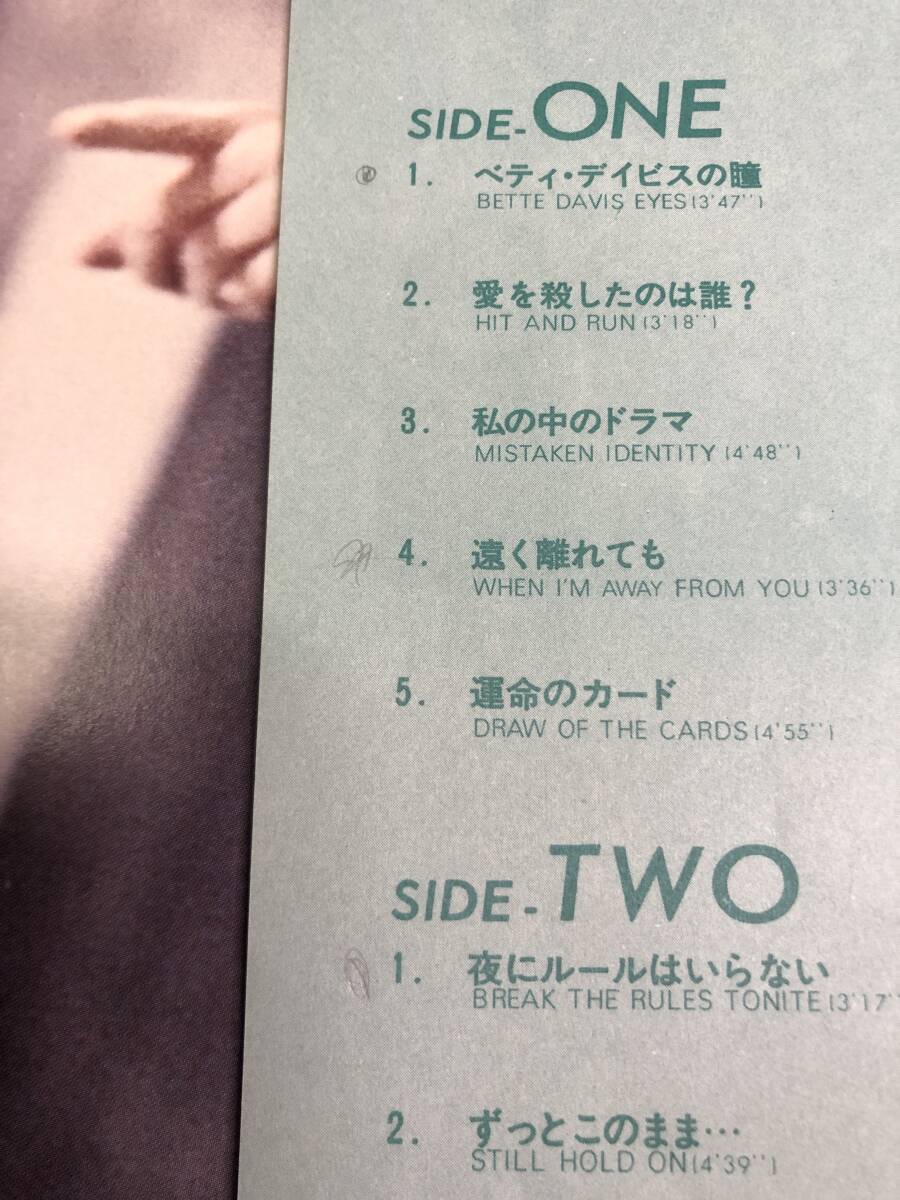 SIDE-ONE
1. ベティ・デイビスの瞳
BETTE DAVIS EYES(3'47'')
2. 愛を殺したのは誰?
HIT AND RUN(3'18'')
3. 私の中のドラマ
MISTAKEN IDENTITY(4'48'')
4. 遠く離れても
WHEN I'M AWAY FROM YOU(3'36'')
5. 運命のカード
DRAW OF THE CARDS(4'55'')
SIDE-TWO
1. 夜にルールはいらない
BREAK THE RULES TONITE(3'17''
2. ずっとこのまま…
STILL HOLD ON(4'39'')